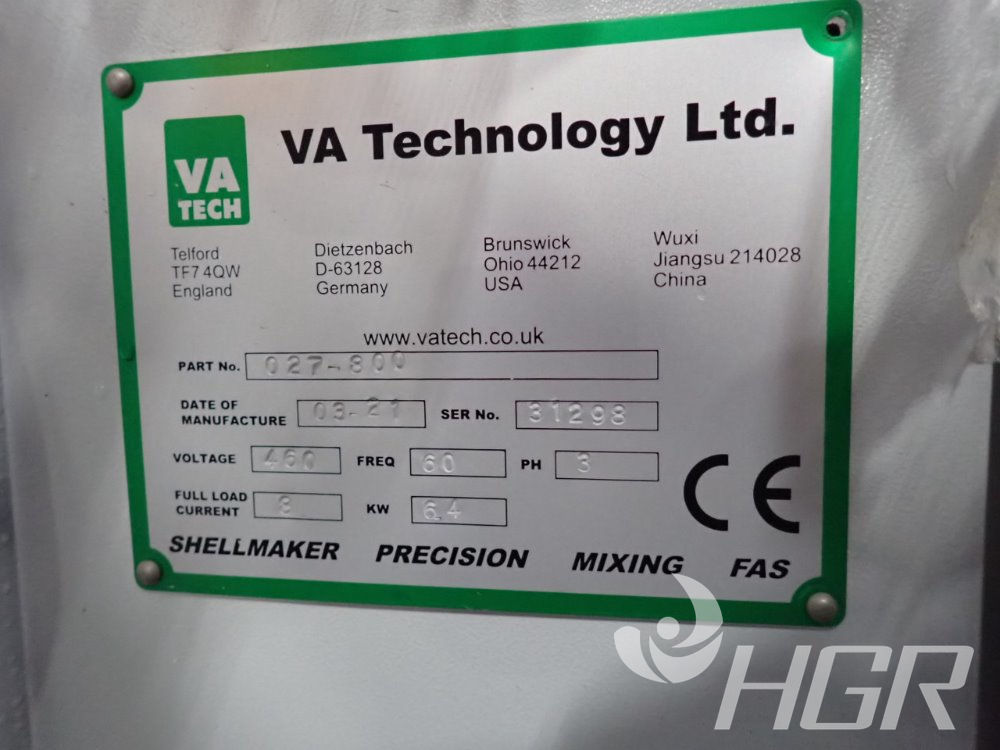 VA Technology Ltd.
VA
TECH
Telford
TF7 4QW
England
Dietzenbach
D-63128
Germany
Brunswick
Ohio 44212
USA
Wuxi
Jiangsu 214028
China
www.vatech.co.uk
PART No. 027-800
DATE OF
MANUFACTURE 03-21 SER No. 31298
VOLTAGE 460 FREQ 60 PH 3
FULL LOAD
CURRENT 8 KW 6.4
CE
SHELLMAKER PRECISION MIXING FAS
HGR